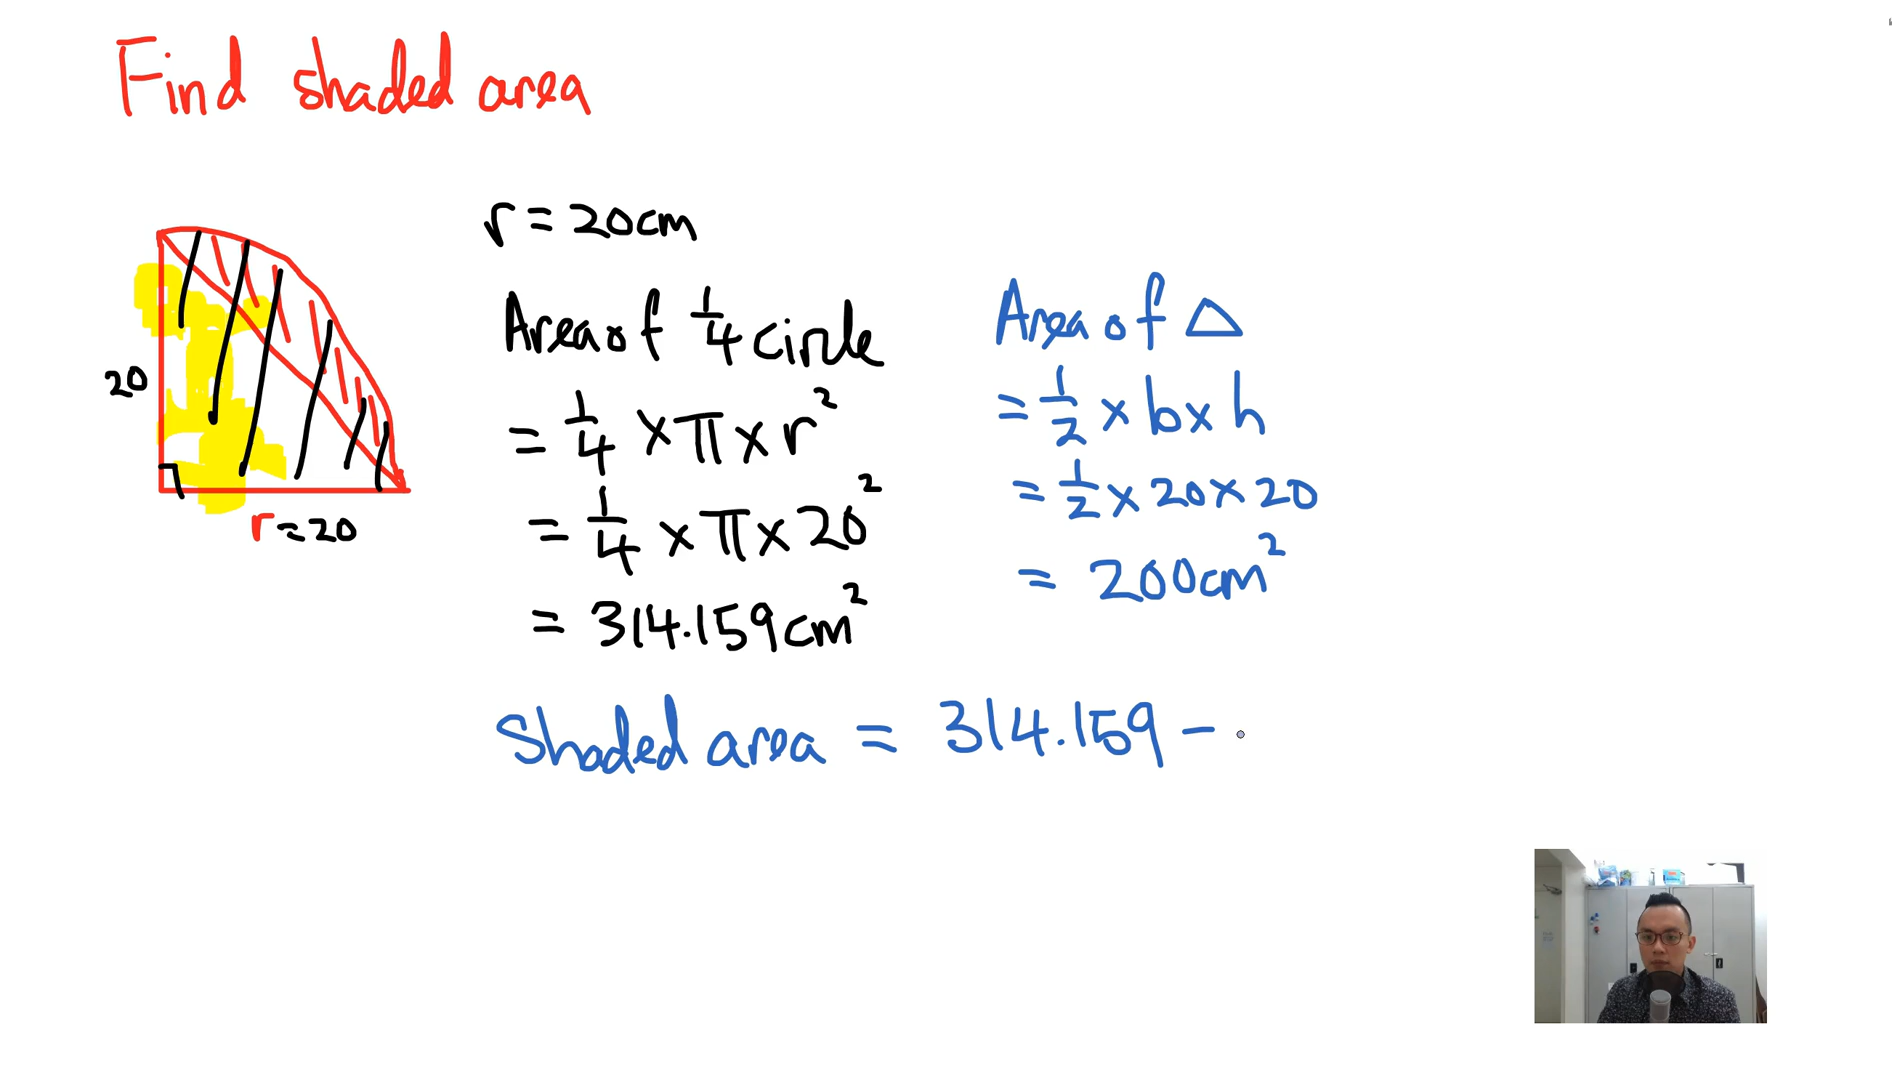 Find shaded area
20
r = 20
r = 20cm
Area of 1/4 circle
= 1/4 × π × r²
= 1/4 × π × 20²
= 314.159cm²
Area of △
= 1/2 × b × h
= 1/2 × 20 × 20
= 200cm²
Shaded area = 314.159 -